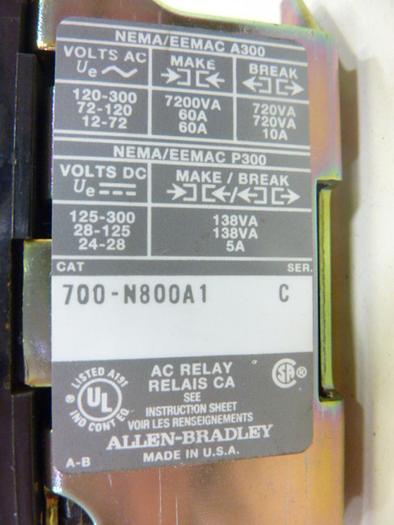 NEMA/EEMAC A300
VOLTS AC MAKE BREAK
Ue
120-300 7200VA 720VA
72-120 60A 720VA
12-72 60A 10A
NEMA/EEMAC P300
VOLTS DC MAKE / BREAK
Ue /
125-300 138VA
28-125 138VA
24-28 5A
CAT SER.
700-N800A1 C
LISTED A191
UL ®
IND CONT EQ
AC RELAY
RELAIS CA
SEE
INSTRUCTION SHEET
VOIR LES RENSEIGNEMENTS
ALLEN-BRADLEY
A-B MADE IN U.S.A.
SA ®